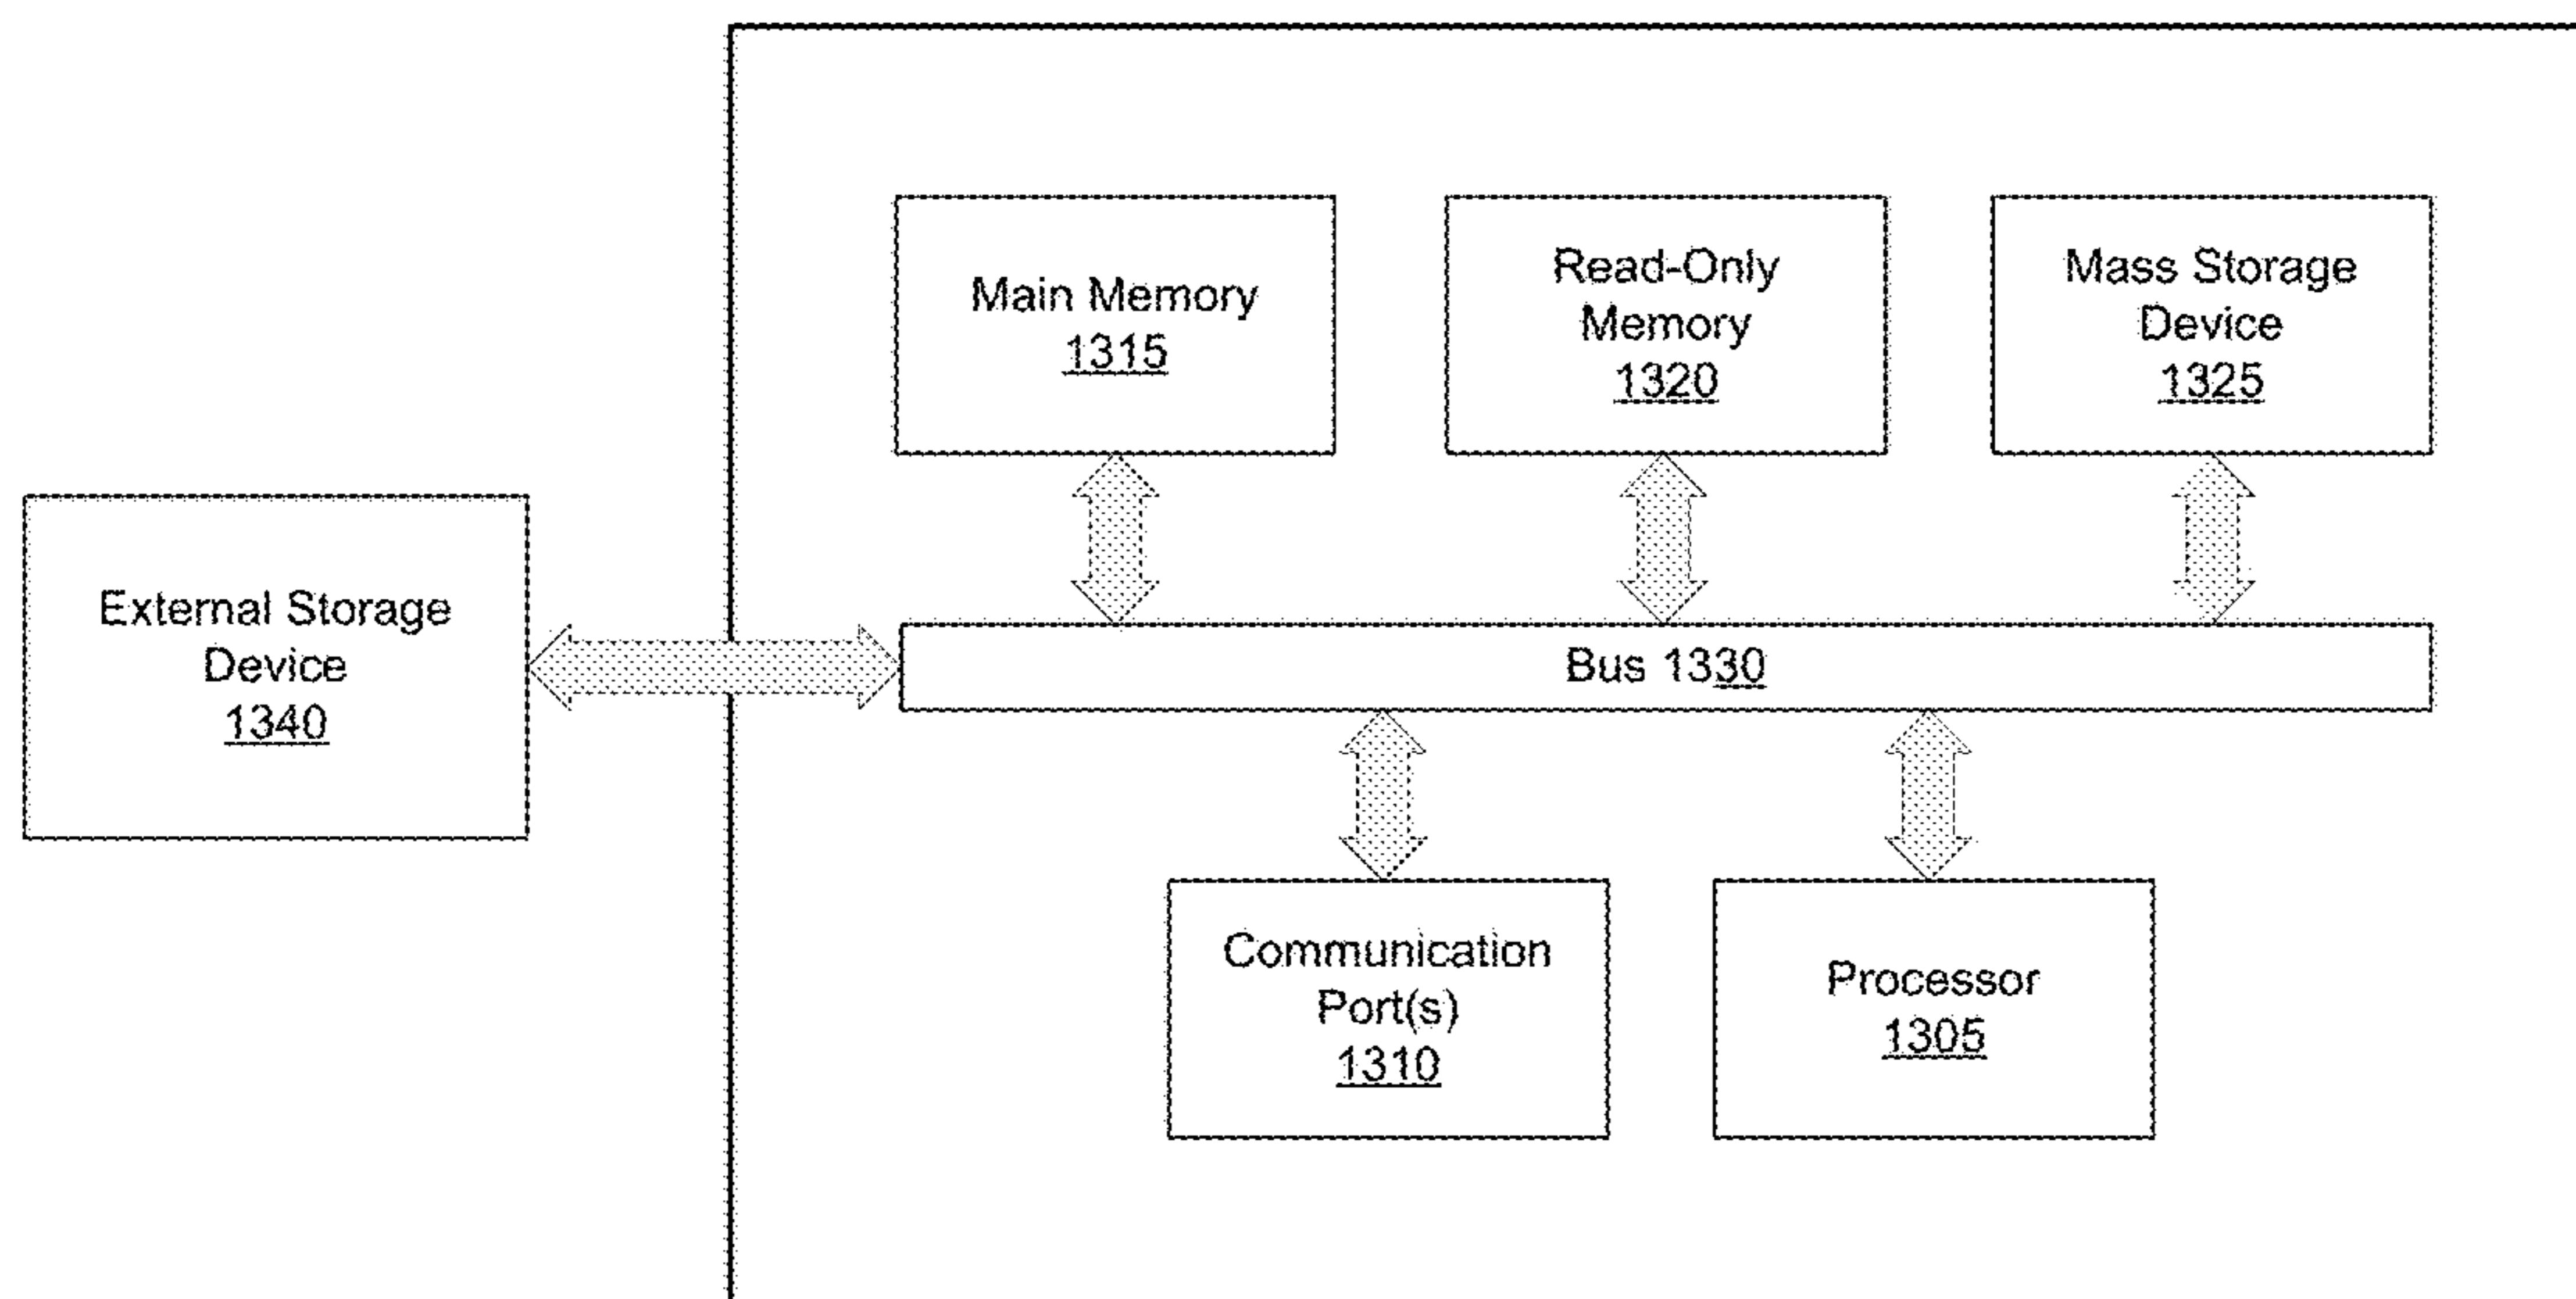 Main Memory
1315
Read-Only
Memory
1320
Mass Storage
Device
1325
External Storage
Device
1340
Bus 1330
Communication
Port(s)
1310
Processor
1305